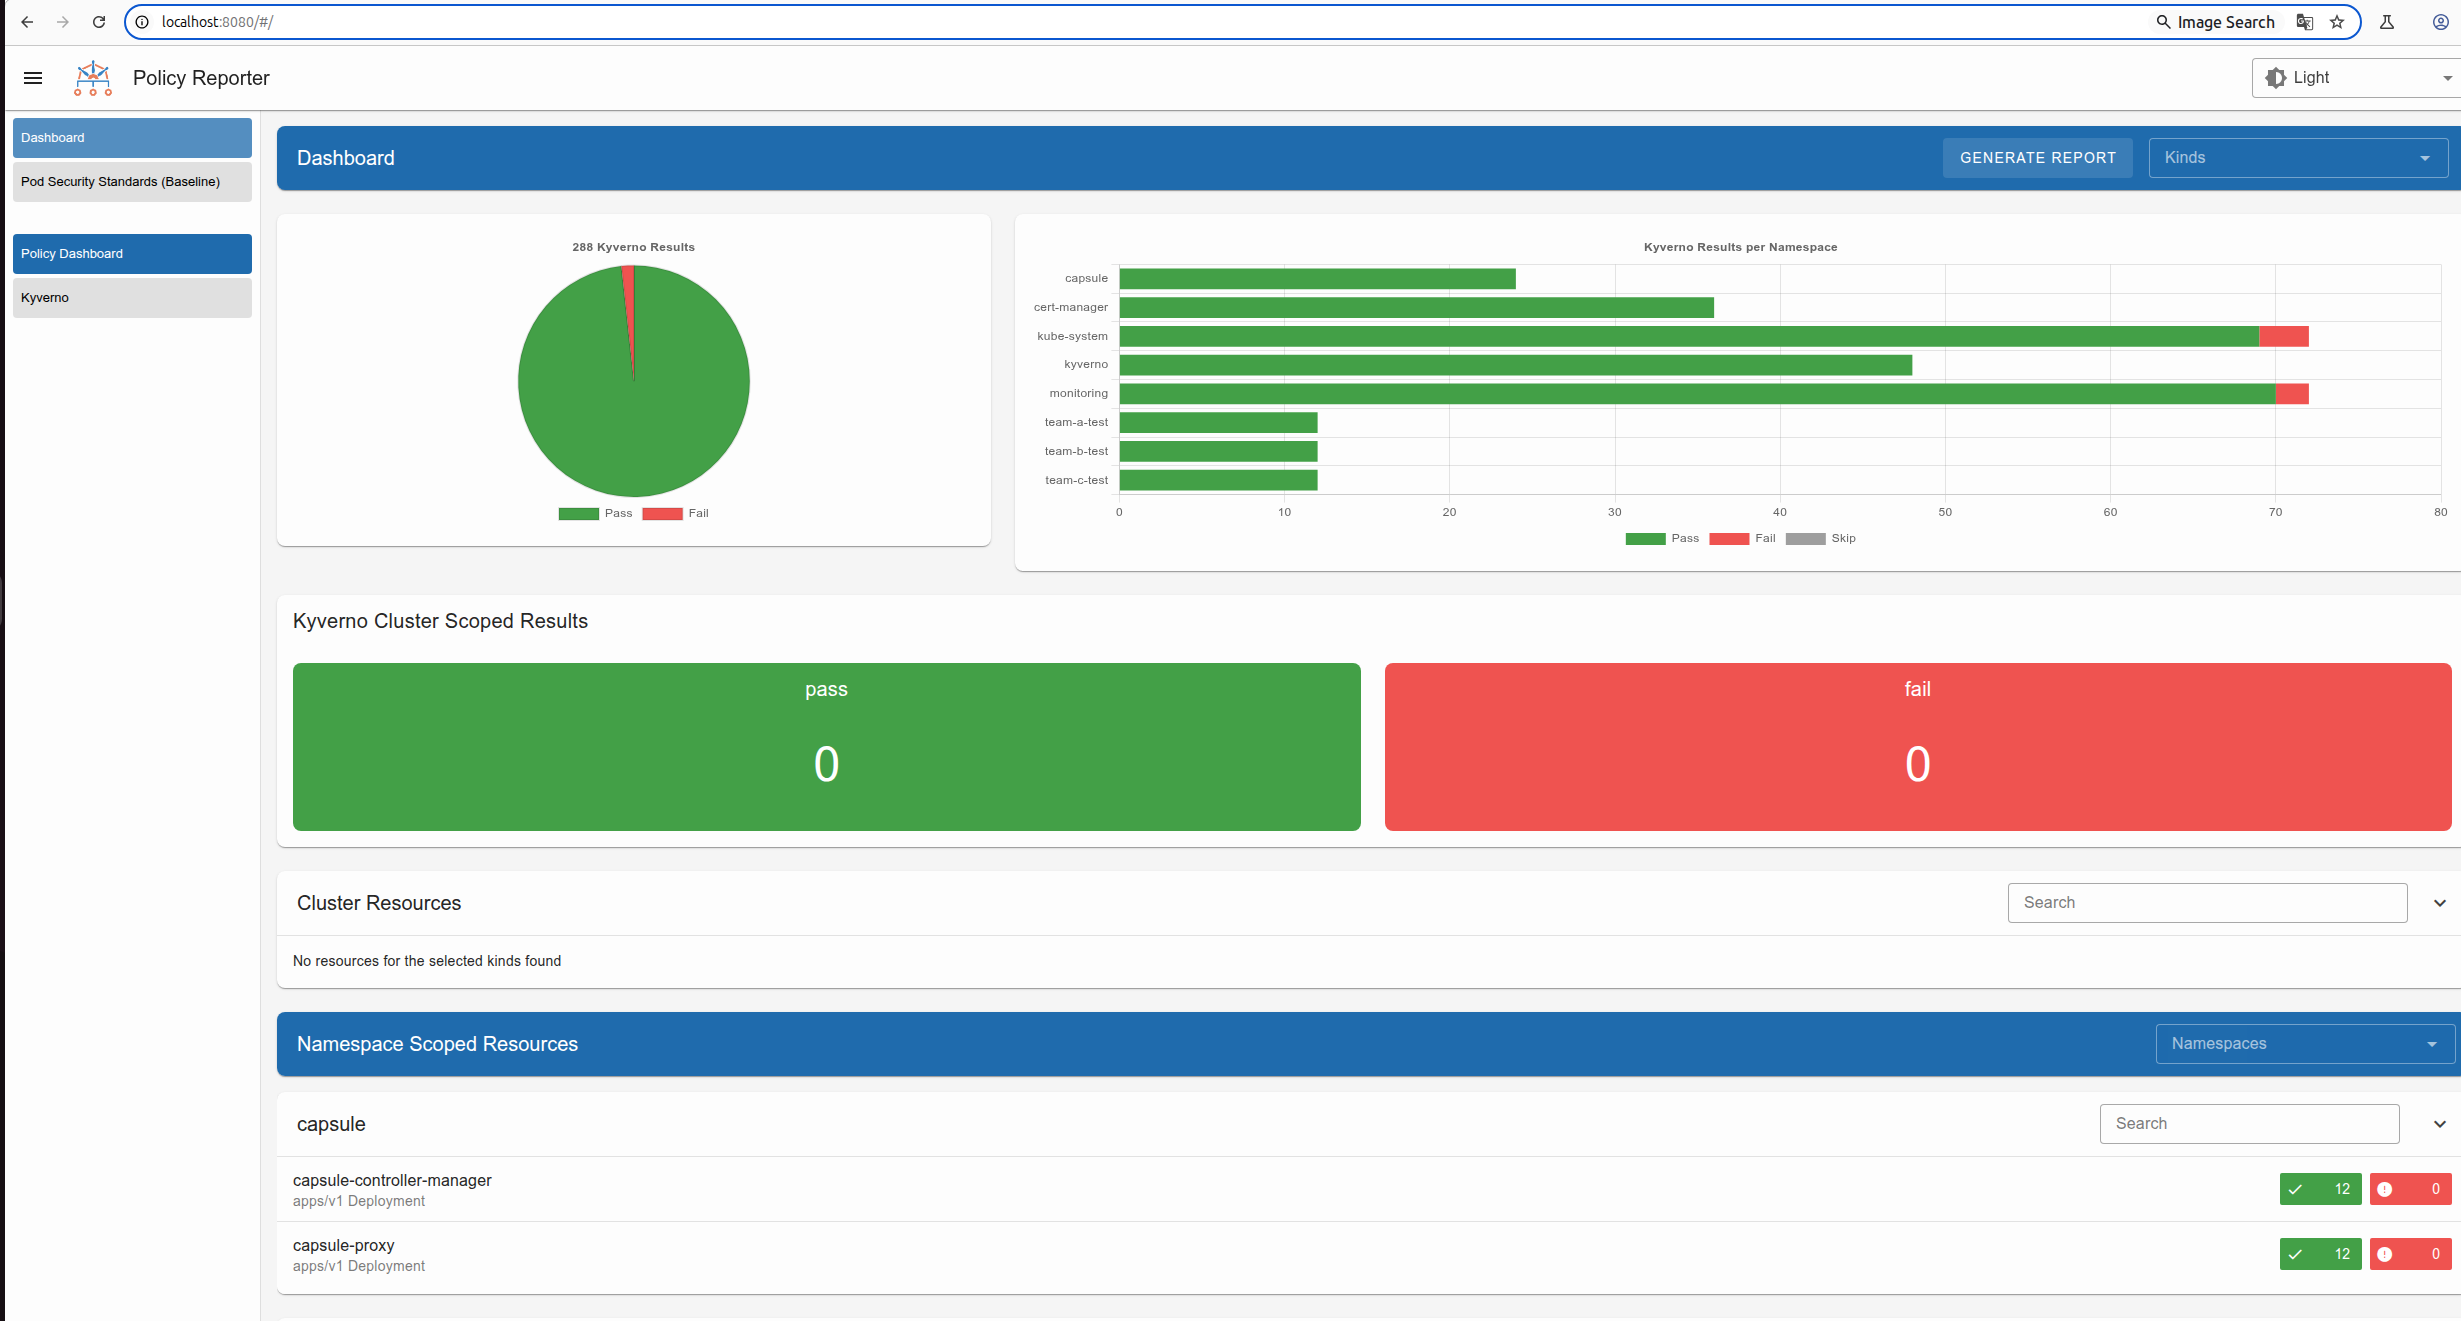 localhost:8080/#/
Image Search
Policy Reporter
Light
Dashboard
Pod Security Standards (Baseline)
Policy Dashboard
Kyverno
Dashboard
GENERATE REPORT
Kinds
288 Kyverno Results
Pass
Fail
Kyverno Results per Namespace
capsule
cert-manager
kube-system
kyverno
monitoring
team-a-test
team-b-test
team-c-test
0 10 20 30 40 50 60 70 80
Pass Fail Skip
Kyverno Cluster Scoped Results
pass
0
fail
0
Cluster Resources
Search
No resources for the selected kinds found
Namespace Scoped Resources
Namespaces
capsule
Search
capsule-controller-manager
apps/v1 Deployment
12
0
capsule-proxy
apps/v1 Deployment
12
0